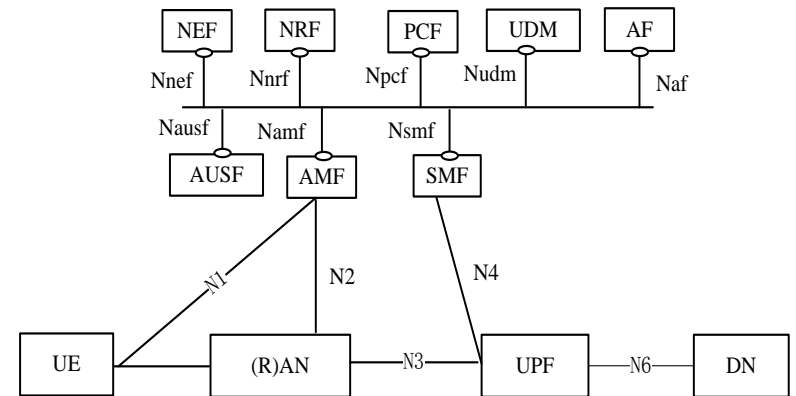 NEF NRF PCF UDM AF
Nnef Nnrf Npcf Nudm Naf
Nausf Namf Nsmf
AUSF AMF SMF
N1 N2 N4
UE (R)AN N3 UPF N6 DN